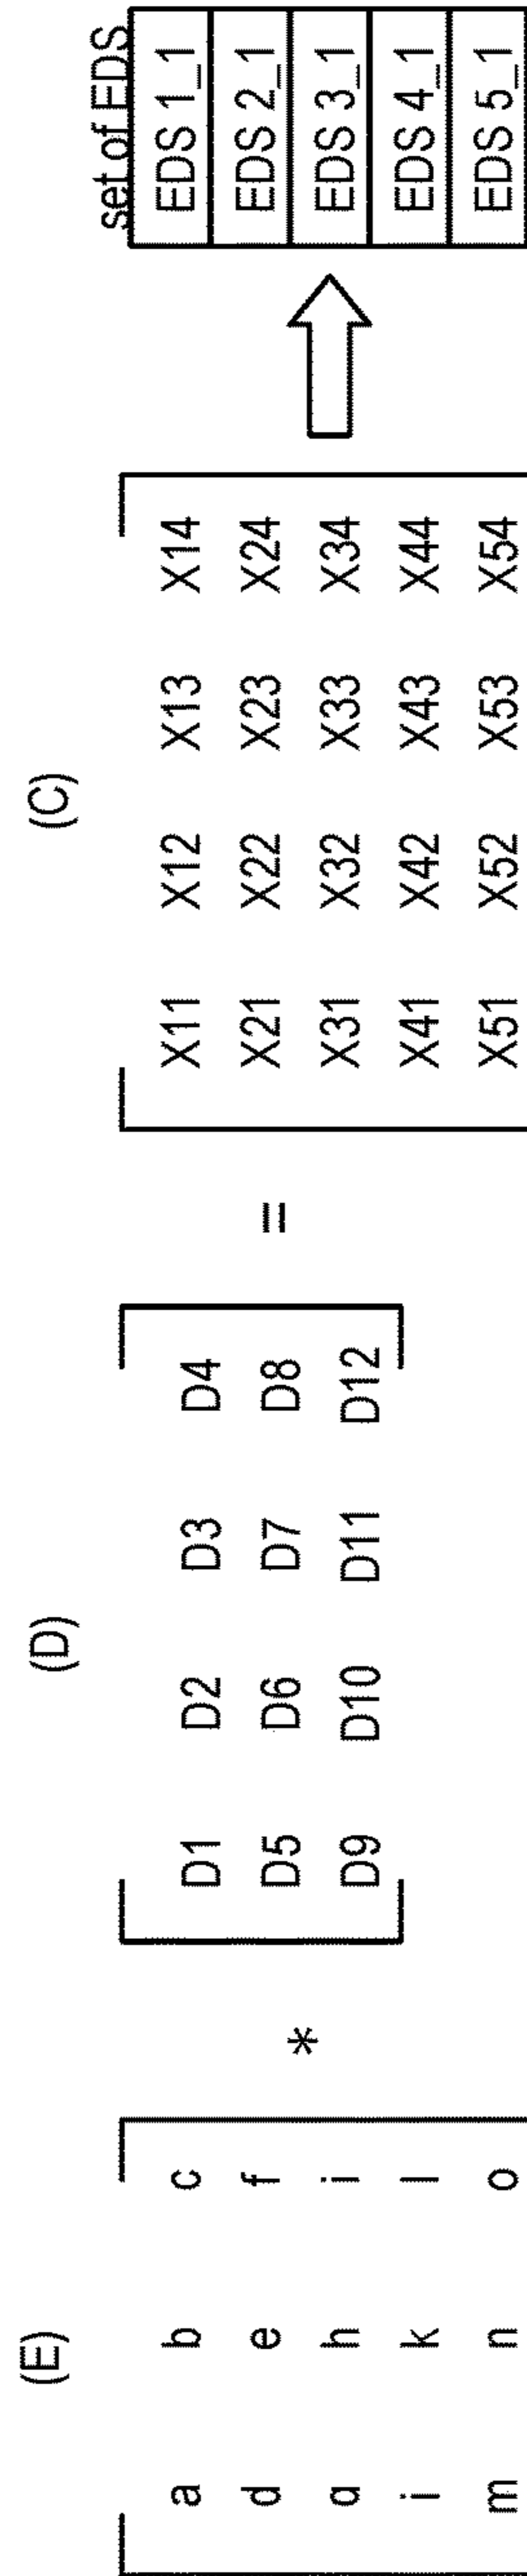 (E) (D) (C) set of EDS
a b c D1 D2 D3 D4 X11 X12 X13 X14 EDS 1_1
d e f D5 D6 D7 D8 X21 X22 X23 X24 EDS 2_1
g h i * D9 D10 D11 D12 = X31 X32 X33 X34 EDS 3_1
j k l X41 X42 X43 X44 EDS 4_1
m n o X51 X52 X53 X54 EDS 5_1